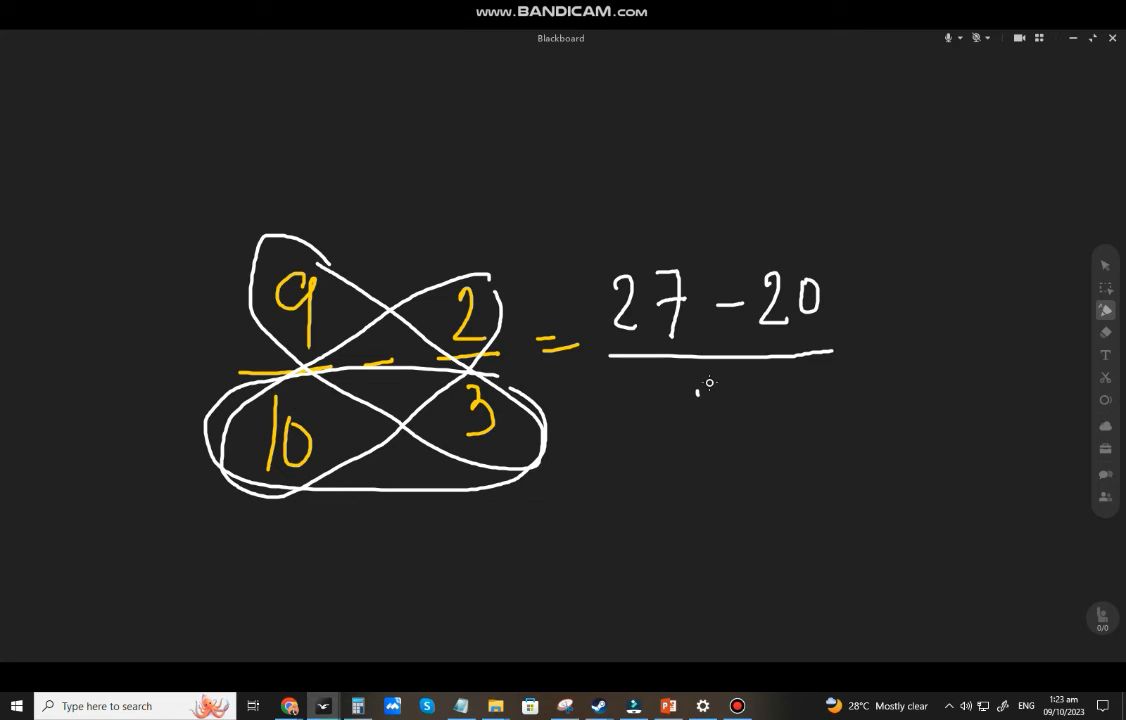 WWW.BANDICAM.COM
Blackboard
9/10 - 2/3 = 27 - 20
0/0
Type here to search
28°C Mostly clear
ENG
1:23 am
09/10/2023